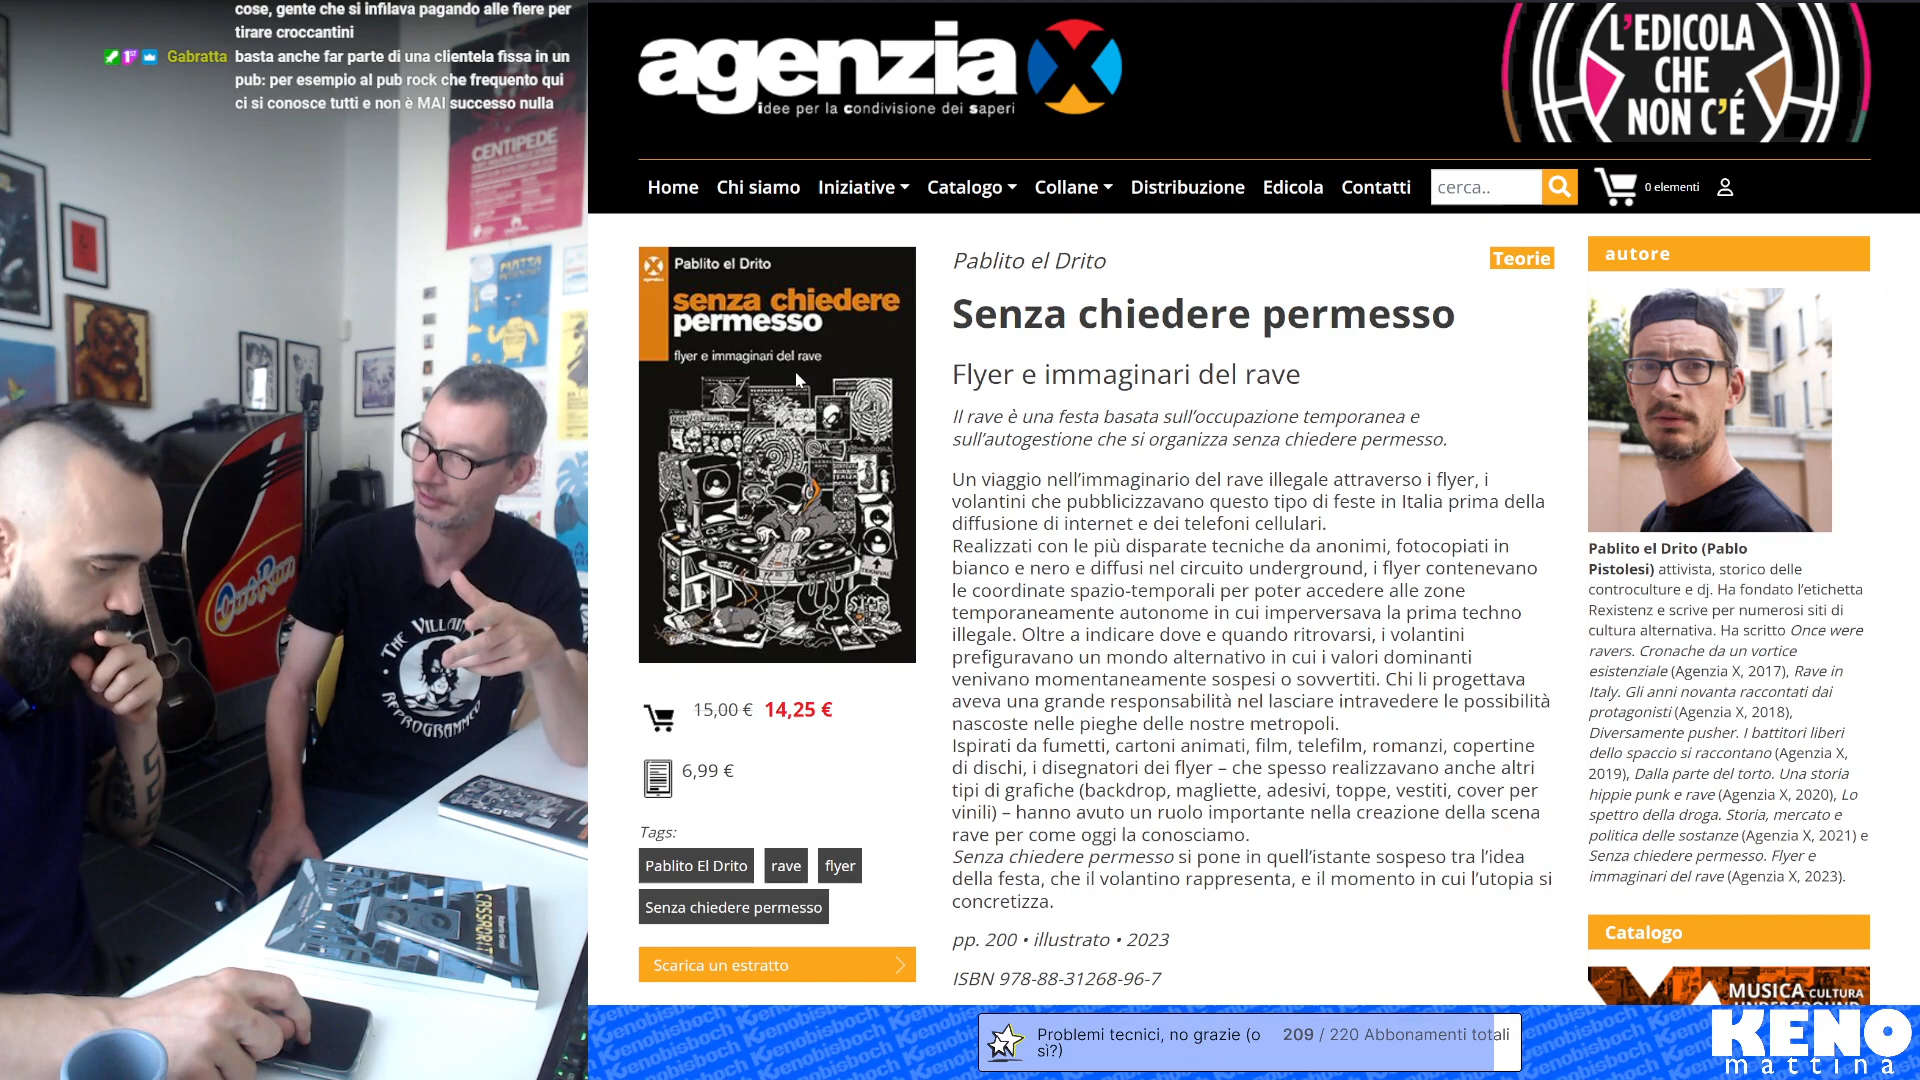 cose, gente che si infilava pagando alle fiere per
tirare croccantini
Gabratta basta anche far parte di una clientela fissa in un
pub: per esempio al pub rock che frequento qui
ci si conosce tutti e non è MAI successo nulla
CENTIPEDE
OutRun
THE VILLAIN
REPROGRAMMED
CASSADRITTA
agenzia X
idee per la condivisione dei saperi
L'EDICOLA
CHE
NON C'É
Home Chi siamo Iniziative Catalogo Collane Distribuzione Edicola Contatti cerca.. 0 elementi
Pablito el Drito
senza chiedere
permesso
flyer e immaginari del rave
15,00 € 14,25 €
6,99 €
Tags:
Pablito El Drito rave flyer
Senza chiedere permesso
Scarica un estratto
Pablito el Drito Teorie
Senza chiedere permesso
Flyer e immaginari del rave
Il rave è una festa basata sull’occupazione temporanea e
sull’autogestione che si organizza senza chiedere permesso.
Un viaggio nell’immaginario del rave illegale attraverso i flyer, i
volantini che pubblicizzavano questo tipo di feste in Italia prima della
diffusione di internet e dei telefoni cellulari.
Realizzati con le più disparate tecniche da anonimi, fotocopiati in
bianco e nero e diffusi nel circuito underground, i flyer contenevano
le coordinate spazio-temporali per poter accedere alle zone
temporaneamente autonome in cui imperversava la prima techno
illegale. Oltre a indicare dove e quando ritrovarsi, i volantini
prefiguravano un mondo alternativo in cui i valori dominanti
venivano momentaneamente sospesi o sovvertiti. Chi li progettava
aveva una grande responsabilità nel lasciare intravedere le possibilità
nascoste nelle pieghe delle nostre metropoli.
Ispirati da fumetti, cartoni animati, film, telefilm, romanzi, copertine
di dischi, i disegnatori dei flyer – che spesso realizzavano anche altri
tipi di grafiche (backdrop, magliette, adesivi, toppe, vestiti, cover per
vinili) – hanno avuto un ruolo importante nella creazione della scena
rave per come oggi la conosciamo.
Senza chiedere permesso si pone in quell’istante sospeso tra l’idea
della festa, che il volantino rappresenta, e il momento in cui l’utopia si
concretizza.
pp. 200 • illustrato • 2023
ISBN 978-88-31268-96-7
autore
Pablito el Drito (Pablo
Pistolesi) attivista, storico delle
controculture e dj. Ha fondato l’etichetta
Rexistenz e scrive per numerosi siti di
cultura alternativa. Ha scritto Once were
ravers. Cronache da un vortice
esistenziale (Agenzia X, 2017), Rave in
Italy. Gli anni novanta raccontati dai
protagonisti (Agenzia X, 2018),
Diversamente pusher. I battitori liberi
dello spaccio si raccontano (Agenzia X,
2019), Dalla parte del torto. Una storia
hippie punk e rave (Agenzia X, 2020), Lo
spettro della droga. Storia, mercato e
politica delle sostanze (Agenzia X, 2021) e
Senza chiedere permesso. Flyer e
immaginari del rave (Agenzia X, 2023).
Catalogo
MUSICA CULTURA
UNDERGROUND
Problemi tecnici, no grazie (o
sì?)
209 / 220 Abbonamenti totali
Kenobisboch
KENO
mattina